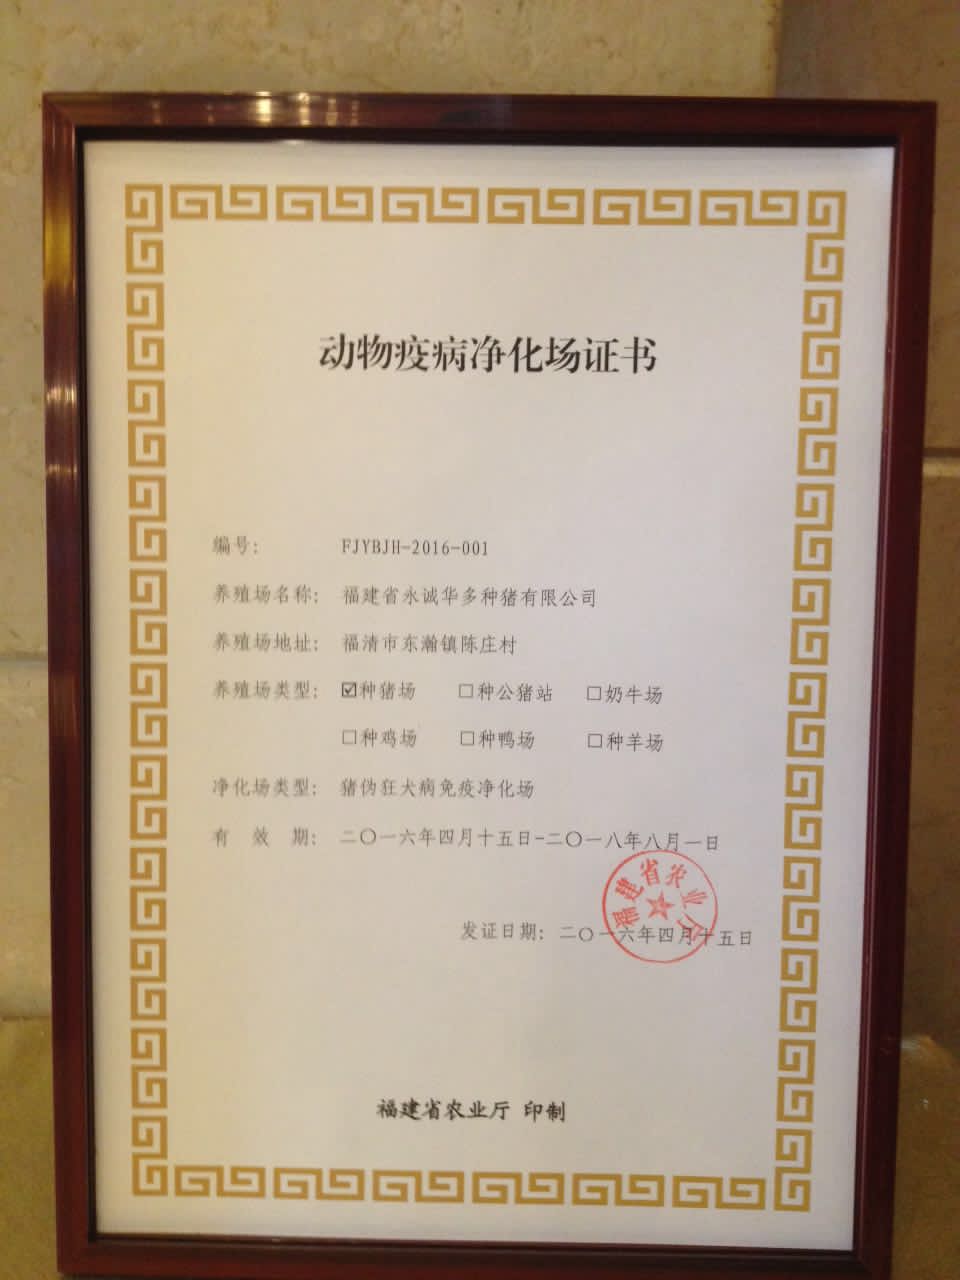 动物疫病净化场证书
编号: FJYBJH-2016-001
养殖场名称: 福建省永诚华多种猪有限公司
养殖场地址: 福清市东瀚镇陈庄村
养殖场类型: ☑种猪场 □种公猪站 □奶牛场
□种鸡场 □种鸭场 □种羊场
净化场类型: 猪伪狂犬病免疫净化场
有 效 期: 二〇一六年四月十五日-二〇一八年八月一日
福建省农业厅
发证日期: 二〇一六年四月十五日
福建省农业厅 印制